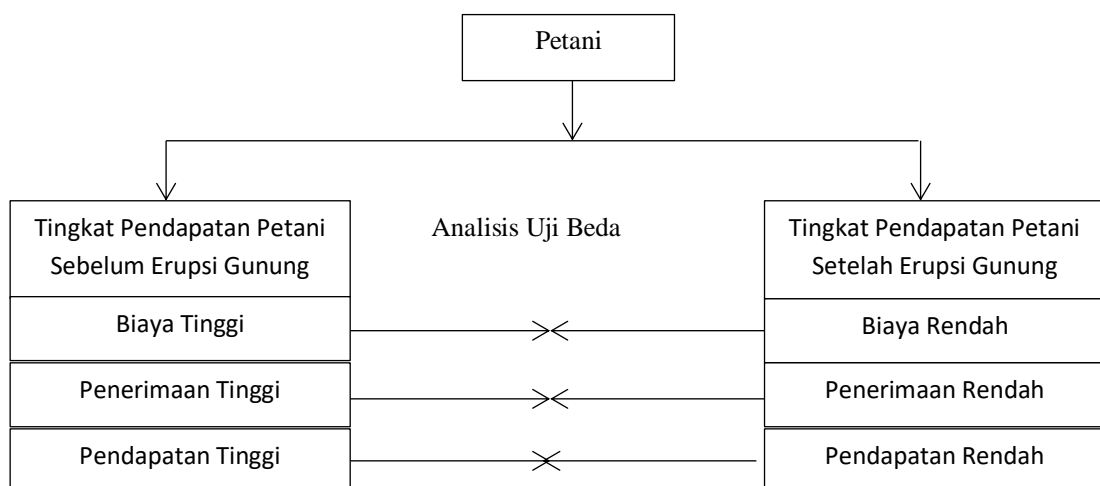 Petani
Tingkat Pendapatan Petani
Sebelum Erupsi Gunung
Analisis Uji Beda
Tingkat Pendapatan Petani
Setelah Erupsi Gunung
Biaya Tinggi
Biaya Rendah
Penerimaan Tinggi
Penerimaan Rendah
Pendapatan Tinggi
Pendapatan Rendah